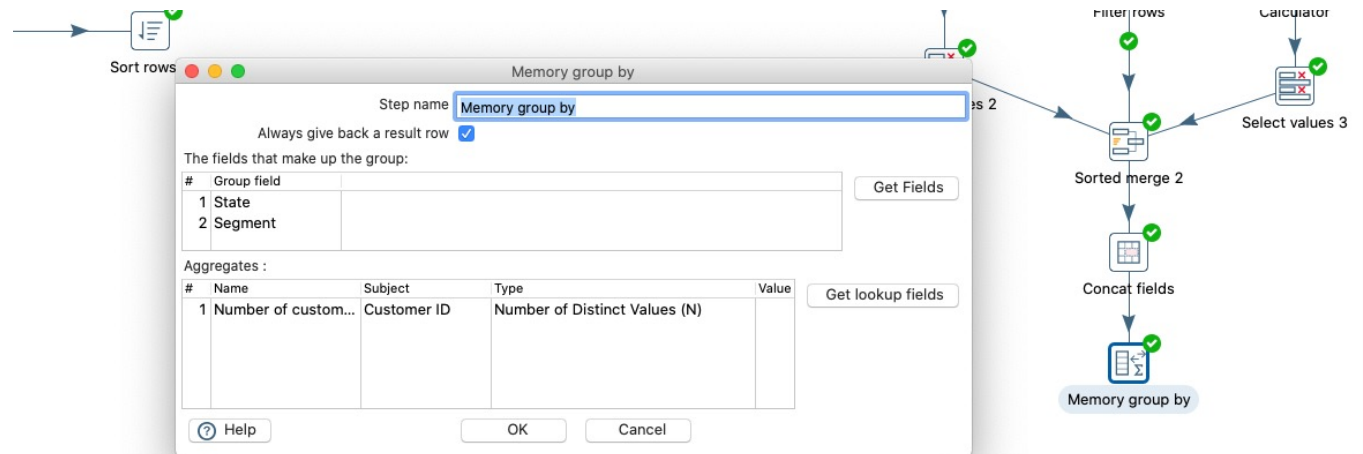 Filter rows
Calculator
Sort rows
Memory group by
Step name Memory group by
es 2
Always give back a result row
Select values 3
The fields that make up the group:
# Group field
Get Fields
1 State
2 Segment
Sorted merge 2
Aggregates :
# Name Subject Type Value
Get lookup fields
1 Number of custom... Customer ID Number of Distinct Values (N)
Concat fields
Memory group by
? Help
OK
Cancel